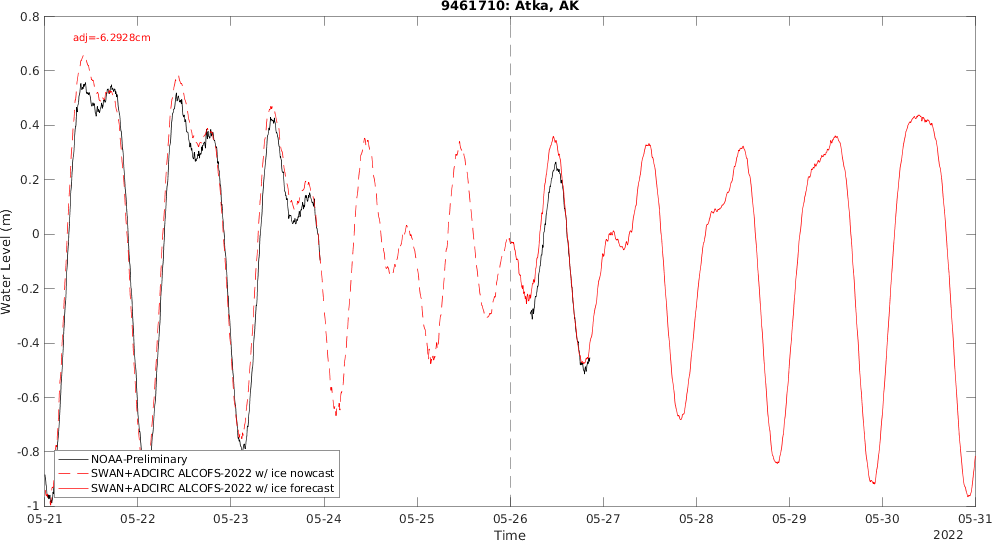 9461710: Atka, AK
adj=-6.2928cm
0.8
0.6
0.4
0.2
0
-0.2
-0.4
-0.6
-0.8
-1
Water Level (m)
NOAA-Preliminary
SWAN+ADCIRC ALCOFS-2022 w/ ice nowcast
SWAN+ADCIRC ALCOFS-2022 w/ ice forecast
05-21 05-22 05-23 05-24 05-25 05-26 05-27 05-28 05-29 05-30 05-31
Time
2022